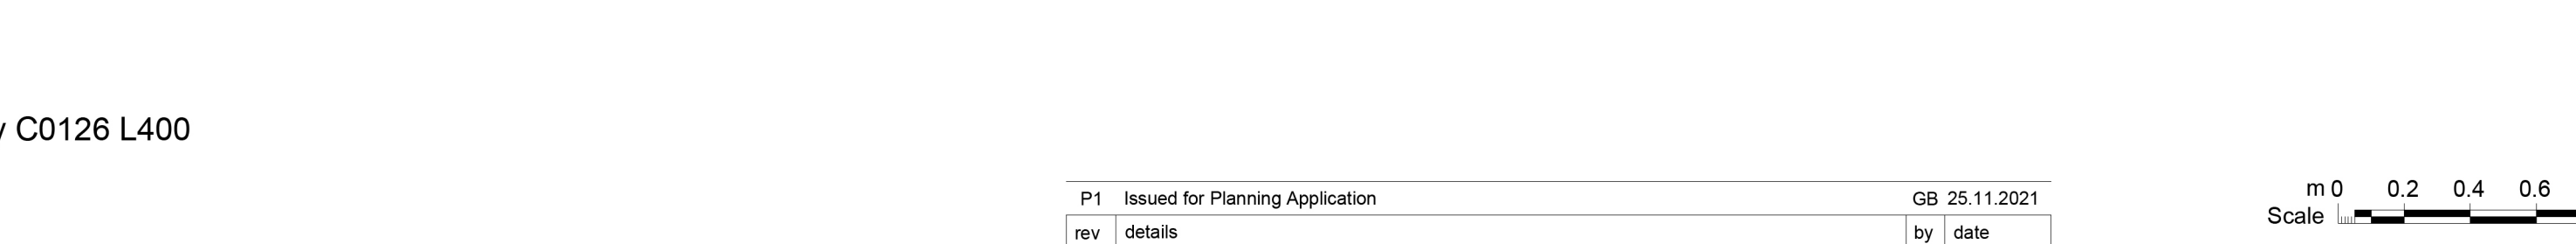 C0126 L400
P1 Issued for Planning Application GB 25.11.2021
rev details by date
m 0 0.2 0.4 0.6
Scale